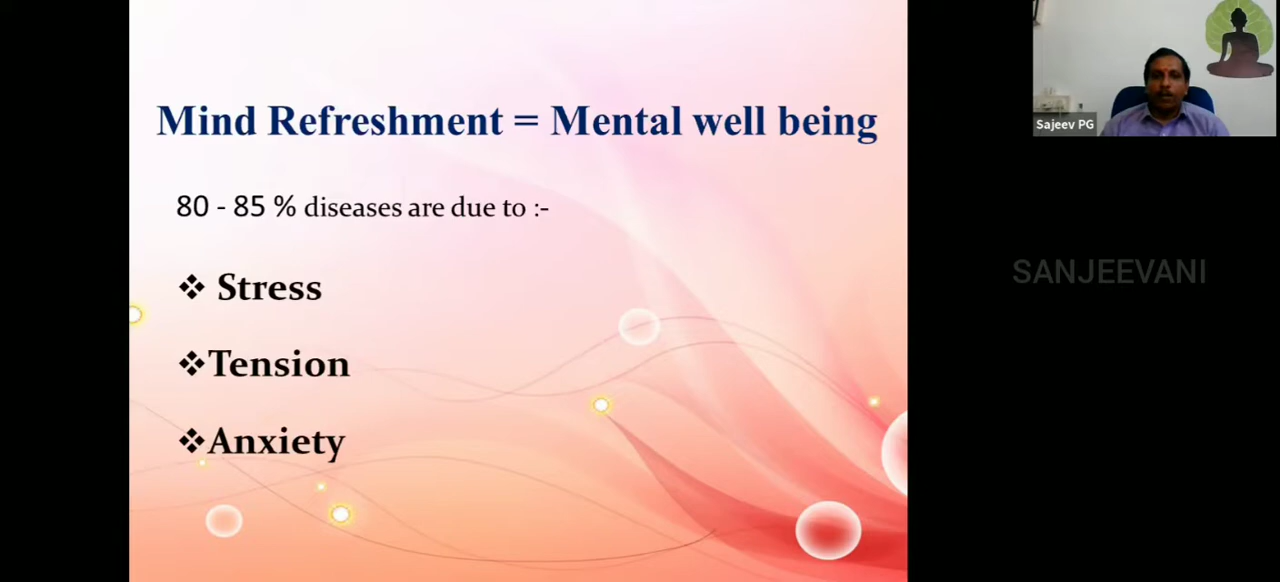 Mind Refreshment = Mental well being
80 - 85 % diseases are due to :-
❖ Stress
❖Tension
❖Anxiety
Sajeev PG
SANJEEVANI